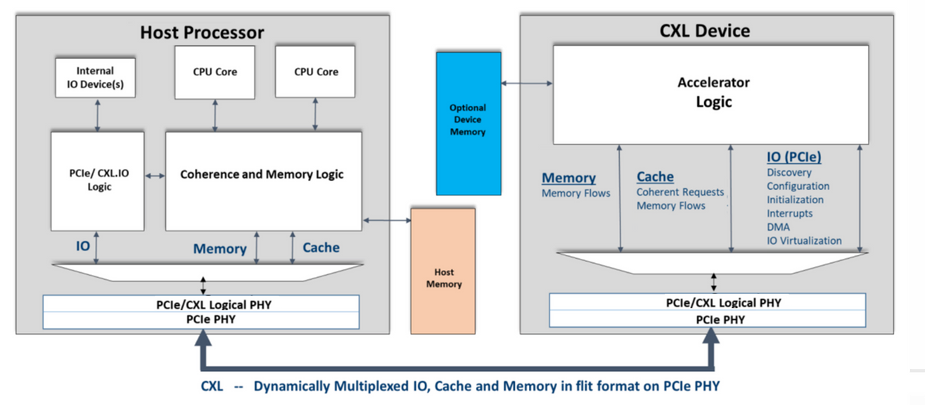 Host Processor
Internal
IO Device(s)
CPU Core
CPU Core
PCIe/ CXL.IO
Logic
Coherence and Memory Logic
IO
Memory
Cache
PCIe/CXL Logical PHY
PCIe PHY
Optional
Device
Memory
Host
Memory
CXL Device
Accelerator
Logic
Memory
Memory Flows
Cache
Coherent Requests
Memory Flows
IO (PCIe)
Discovery
Configuration
Initialization
Interrupts
DMA
IO Virtualization
PCIe/CXL Logical PHY
PCIe PHY
CXL -- Dynamically Multiplexed IO, Cache and Memory in flit format on PCIe PHY